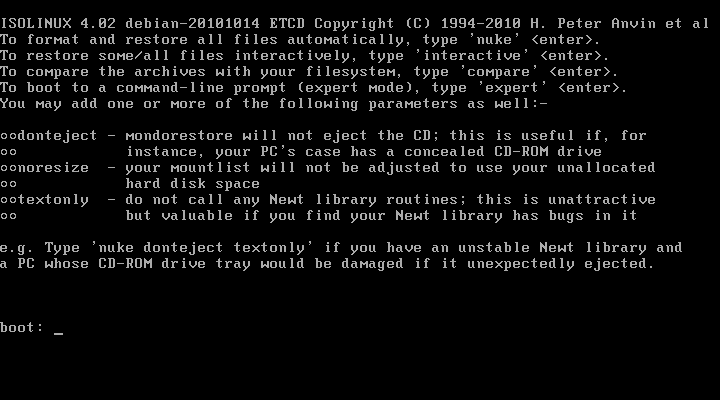 ISOLINUX 4.02 debian-20101014 ETCD Copyright (C) 1994-2010 H. Peter Anvin et al
To format and restore all files automatically, type 'nuke' <enter>.
To restore some/all files interactively, type 'interactive' <enter>.
To compare the archives with your filesystem, type 'compare' <enter>.
To boot to a command-line prompt (expert mode), type 'expert' <enter>.
You may add one or more of the following parameters as well:-
○○donteject - mondorestore will not eject the CD; this is useful if, for
○○ instance, your PC's case has a concealed CD-ROM drive
○○noresize - your mountlist will not be adjusted to use your unallocated
○○ hard disk space
○○textonly - do not call any Newt library routines; this is unattractive
○○ but valuable if you find your Newt library has bugs in it
e.g. Type 'nuke donteject textonly' if you have an unstable Newt library and
a PC whose CD-ROM drive tray would be damaged if it unexpectedly ejected.
boot: _